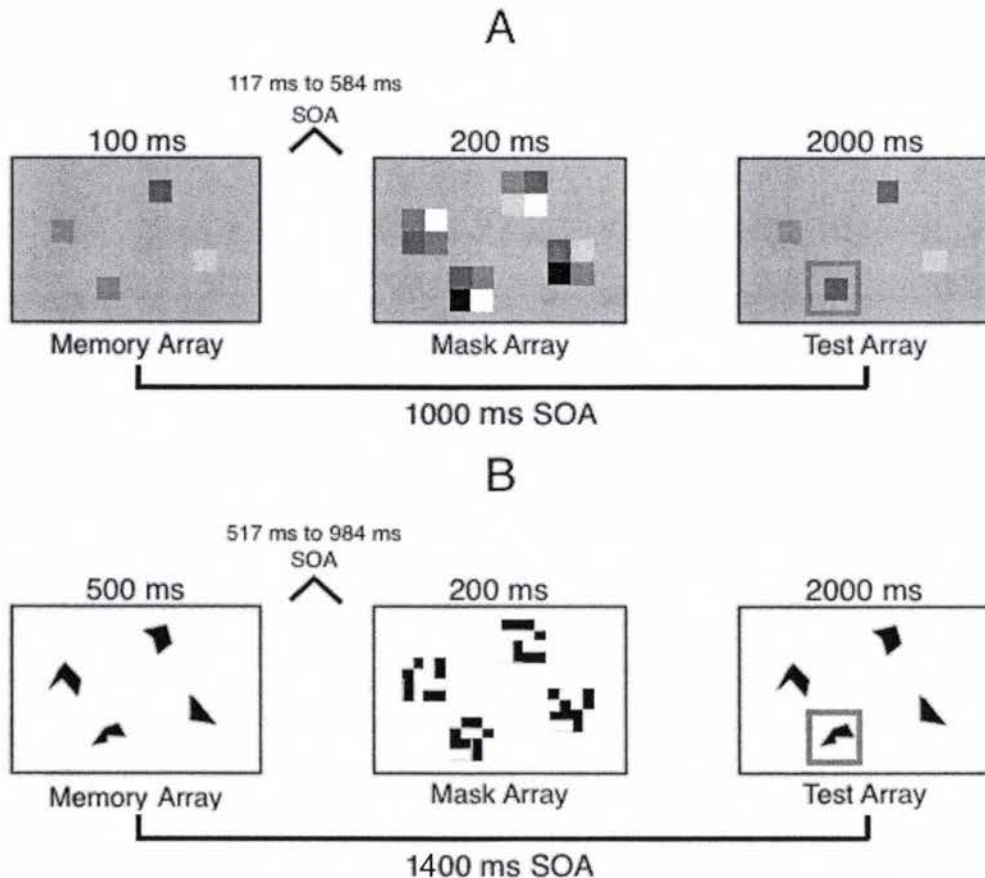 A
117 ms to 584 ms
SOA
100 ms
200 ms
2000 ms
Memory Array
Mask Array
Test Array
1000 ms SOA
B
517 ms to 984 ms
SOA
500 ms
200 ms
2000 ms
Memory Array
Mask Array
Test Array
1400 ms SOA